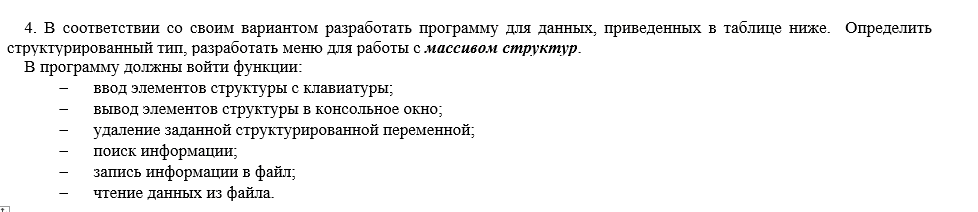 4. В соответствии со своим вариантом разработать программу для данных, приведенных в таблице ниже. Определить
структурированный тип, разработать меню для работы с массивом структур.
В программу должны войти функции:
– ввод элементов структуры с клавиатуры;
– вывод элементов структуры в консольное окно;
– удаление заданной структурированной переменной;
– поиск информации;
– запись информации в файл;
– чтение данных из файла.